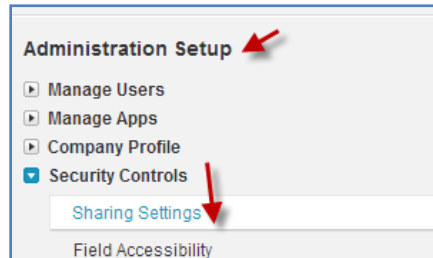 Administration Setup
Manage Users
Manage Apps
Company Profile
Security Controls
Sharing Settings
Field Accessibility